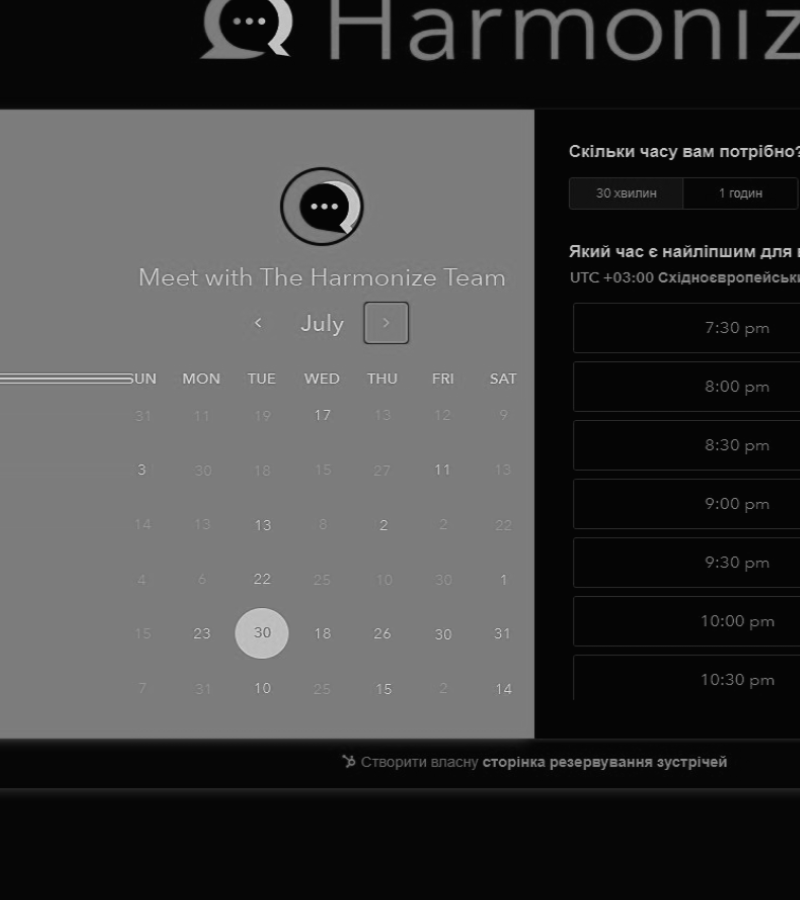 Harmoniz
Meet with The Harmonize Team
July
SUN MON TUE WED THU FRI SAT
31 11 19 17 13 12 9
3 30 18 15 27 11 13
14 13 13 8 2 2 22
4 6 22 25 10 30 1
15 23 30 18 26 30 31
7 31 10 25 15 2 14
Скільки часу вам потрібно?
30 хвилин 1 годин
Який час є найліпшим для
UTC +03:00 Східноєвропейськ
7:30 pm
8:00 pm
8:30 pm
9:00 pm
9:30 pm
10:00 pm
10:30 pm
Створити власну сторінка резервування зустрічей